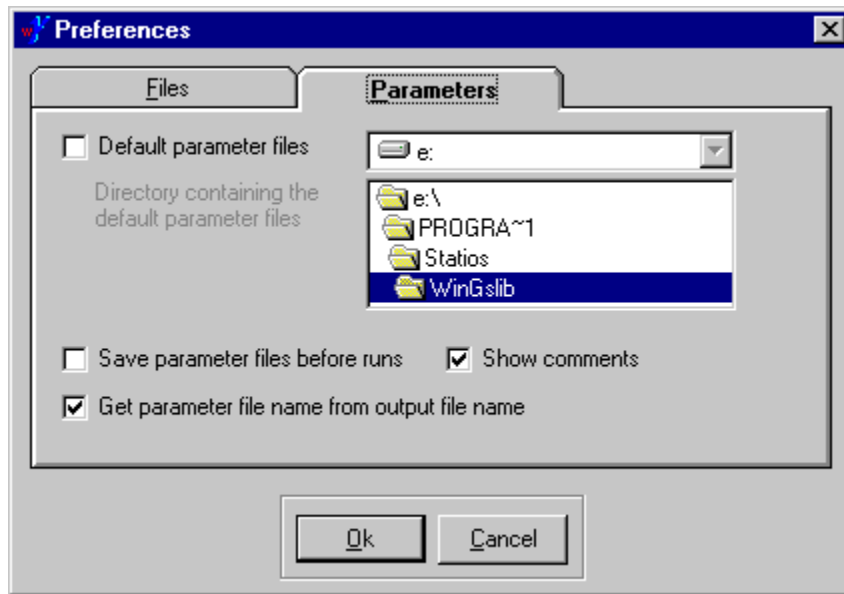 Preferences
Files
Parameters
Default parameter files
e:
Directory containing the
default parameter files
e:\
PROGRA~1
Statios
WinGslib
Save parameter files before runs
Show comments
Get parameter file name from output file name
Ok
Cancel